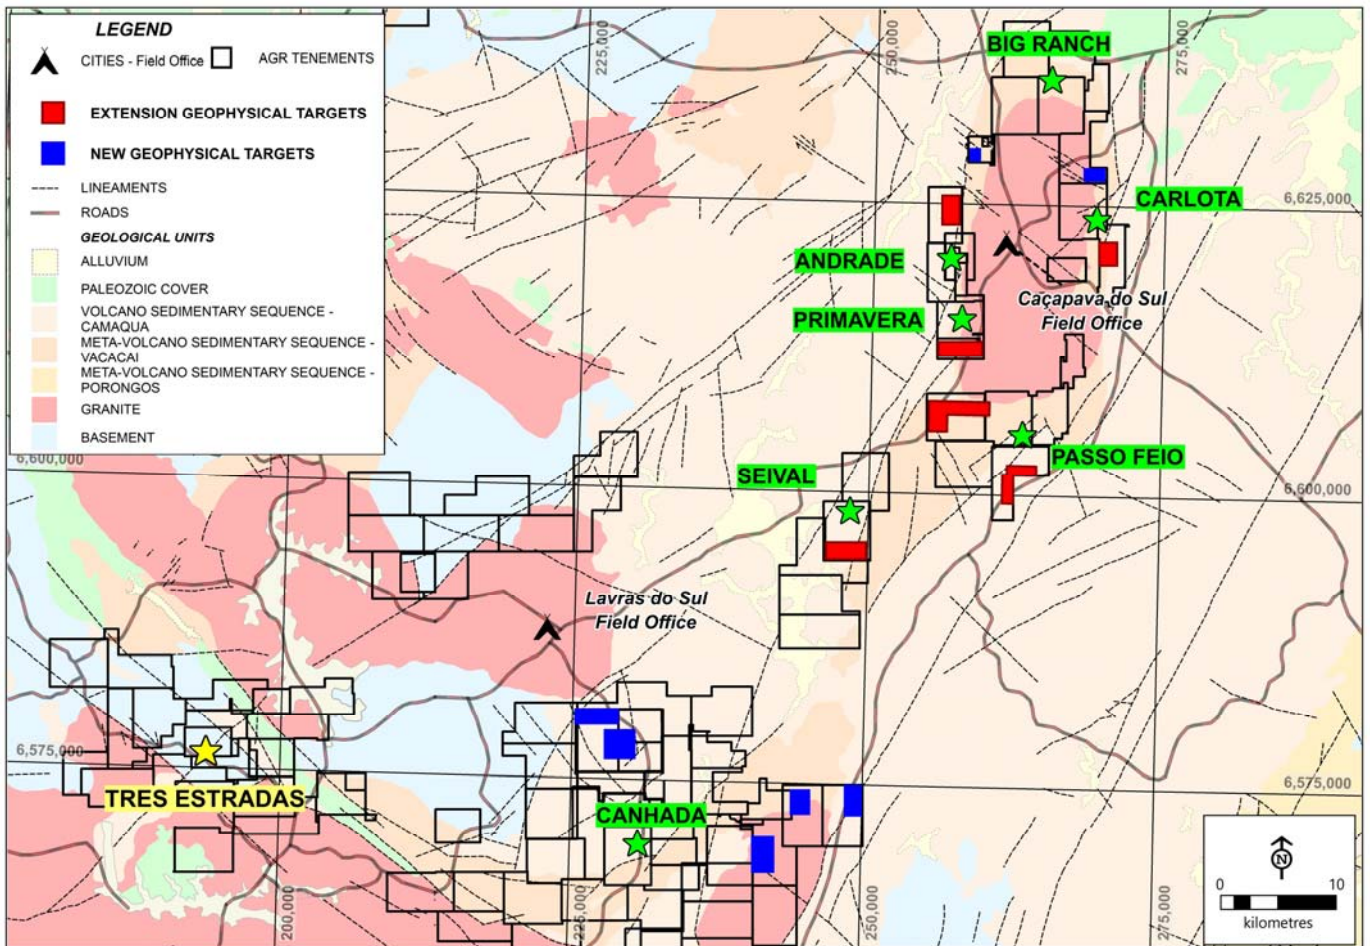 LEGEND
CITIES - Field Office
AGR TENEMENTS
EXTENSION GEOPHYSICAL TARGETS
NEW GEOPHYSICAL TARGETS
LINEAMENTS
ROADS
GEOLOGICAL UNITS
ALLUVIUM
PALEOZOIC COVER
VOLCANO SEDIMENTARY SEQUENCE -
CAMAQUA
META-VOLCANO SEDIMENTARY SEQUENCE -
VACACAI
META-VOLCANO SEDIMENTARY SEQUENCE -
PORONGOS
GRANITE
BASEMENT
225,000
250,000
275,000
BIG RANCH
CARLOTA
6,625,000
ANDRADE
Caçapava do Sul
Field Office
PRIMAVERA
PASSO FEIO
6,600,000
SEIVAL
6,600,000
Lavras do Sul
Field Office
6,575,000
6,575,000
TRES ESTRADAS
CANHADA
200,000
225,000
250,000
275,000
N
0
10
kilometres